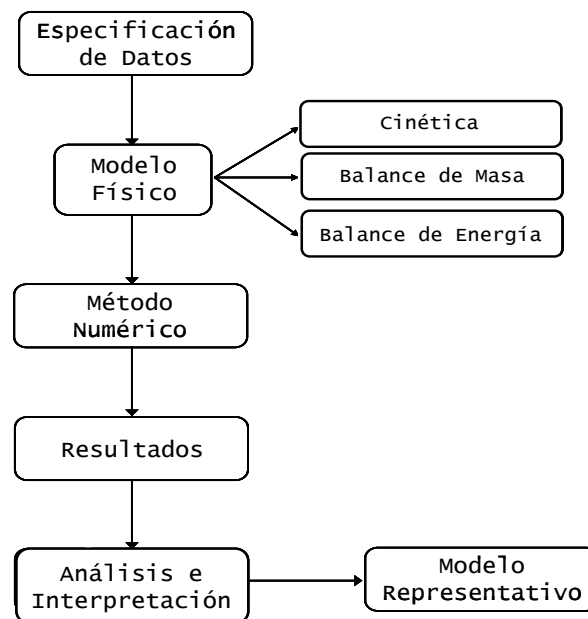 Especificación
de Datos
Cinética
Modelo
Físico
Balance de Masa
Balance de Energía
Método
Numérico
Resultados
Análisis e
Interpretación
Modelo
Representativo